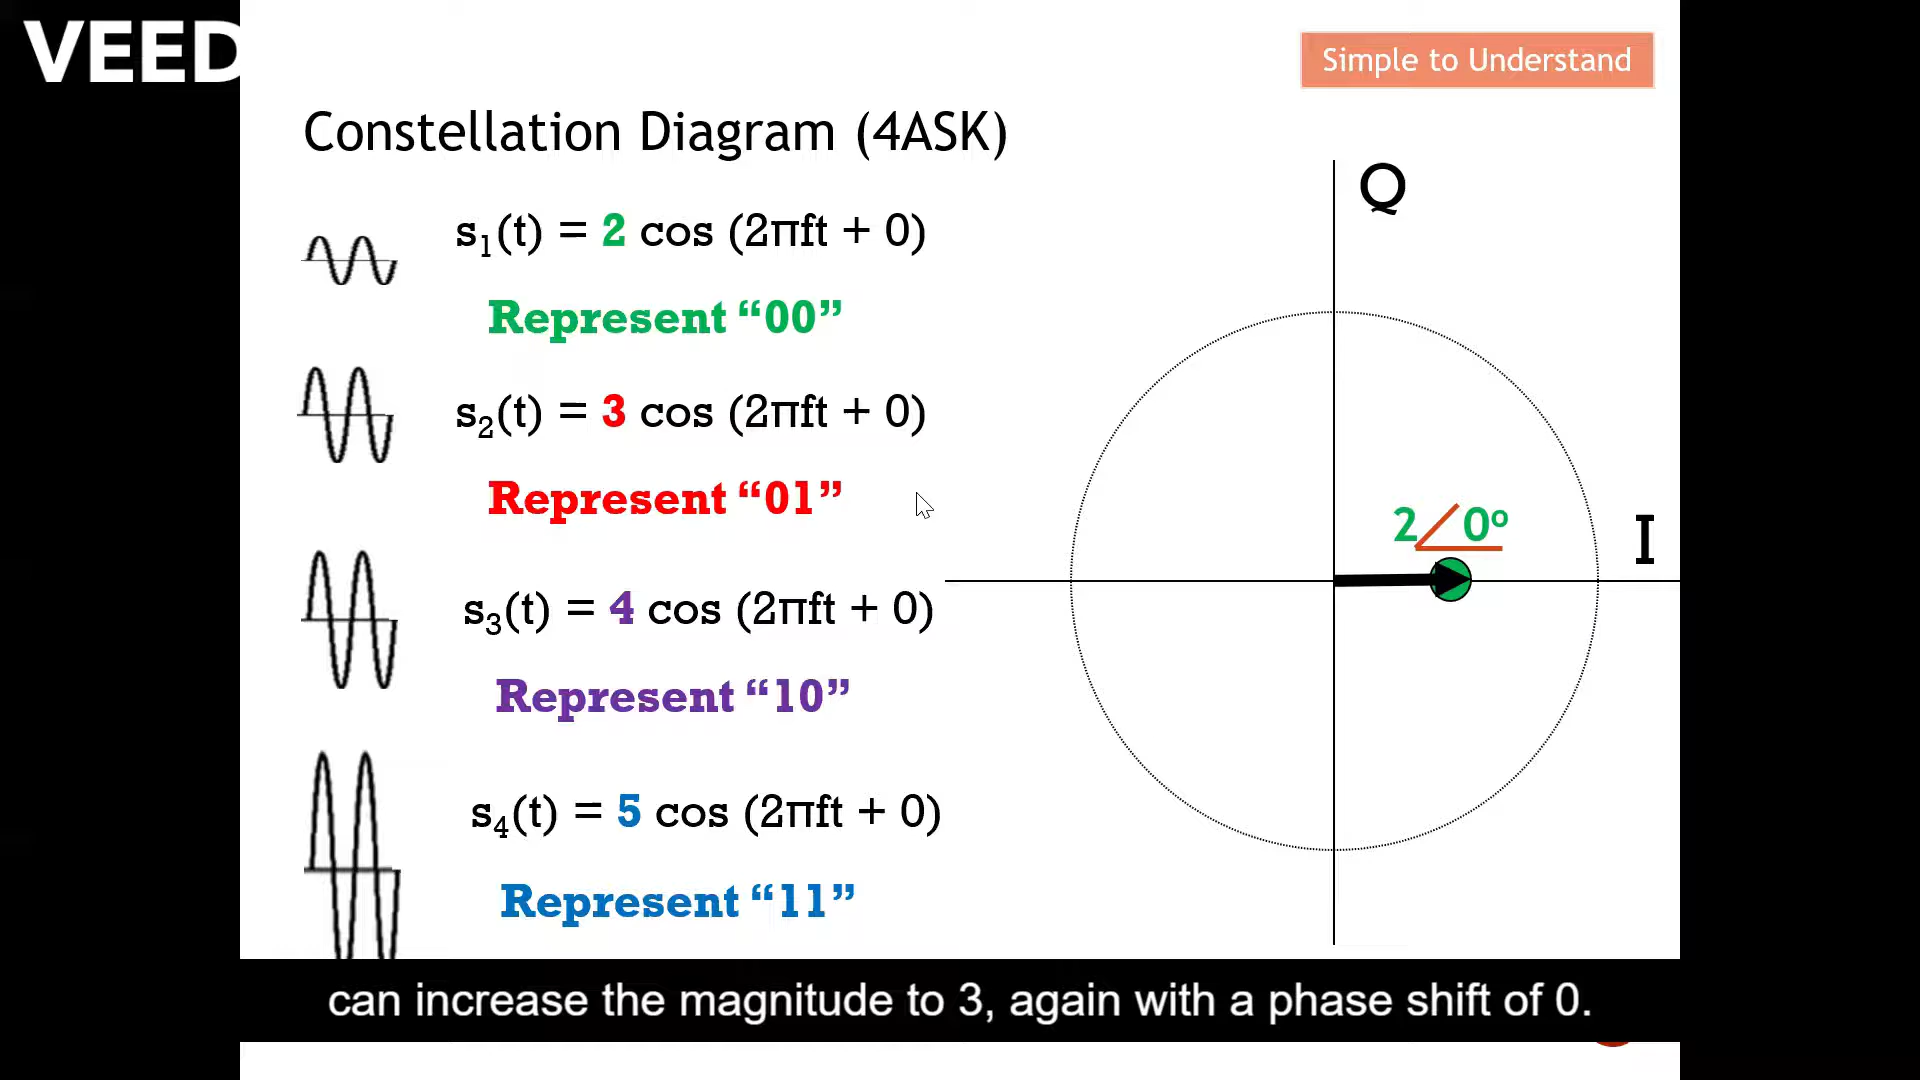 VEED
Simple to Understand
Constellation Diagram (4ASK)
Q
s₁(t) = 2 cos (2πft + 0)
Represent “00”
s₂(t) = 3 cos (2πft + 0)
Represent “01”
2∠0º
I
s₃(t) = 4 cos (2πft + 0)
Represent “10”
s₄(t) = 5 cos (2πft + 0)
Represent “11”
can increase the magnitude to 3, again with a phase shift of 0.